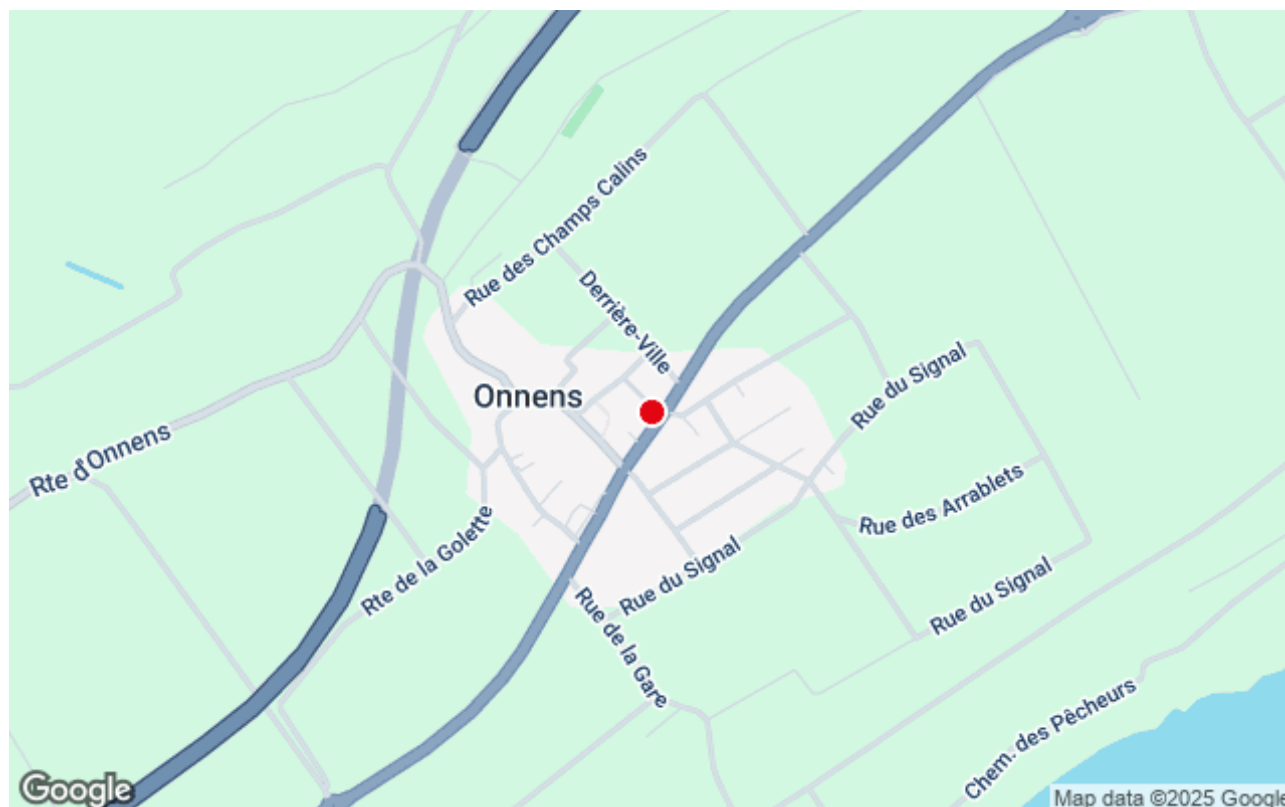 Rue des Champs Calins
Derrière-Ville
Onnens
Rue du Signal
Rte d'Onnens
Rue des Arrablets
Rte de la Golette
Rue du Signal
Rue du Signal
Rue de la Gare
Chem. des Pêcheurs
Google
Map data ©2025 Google